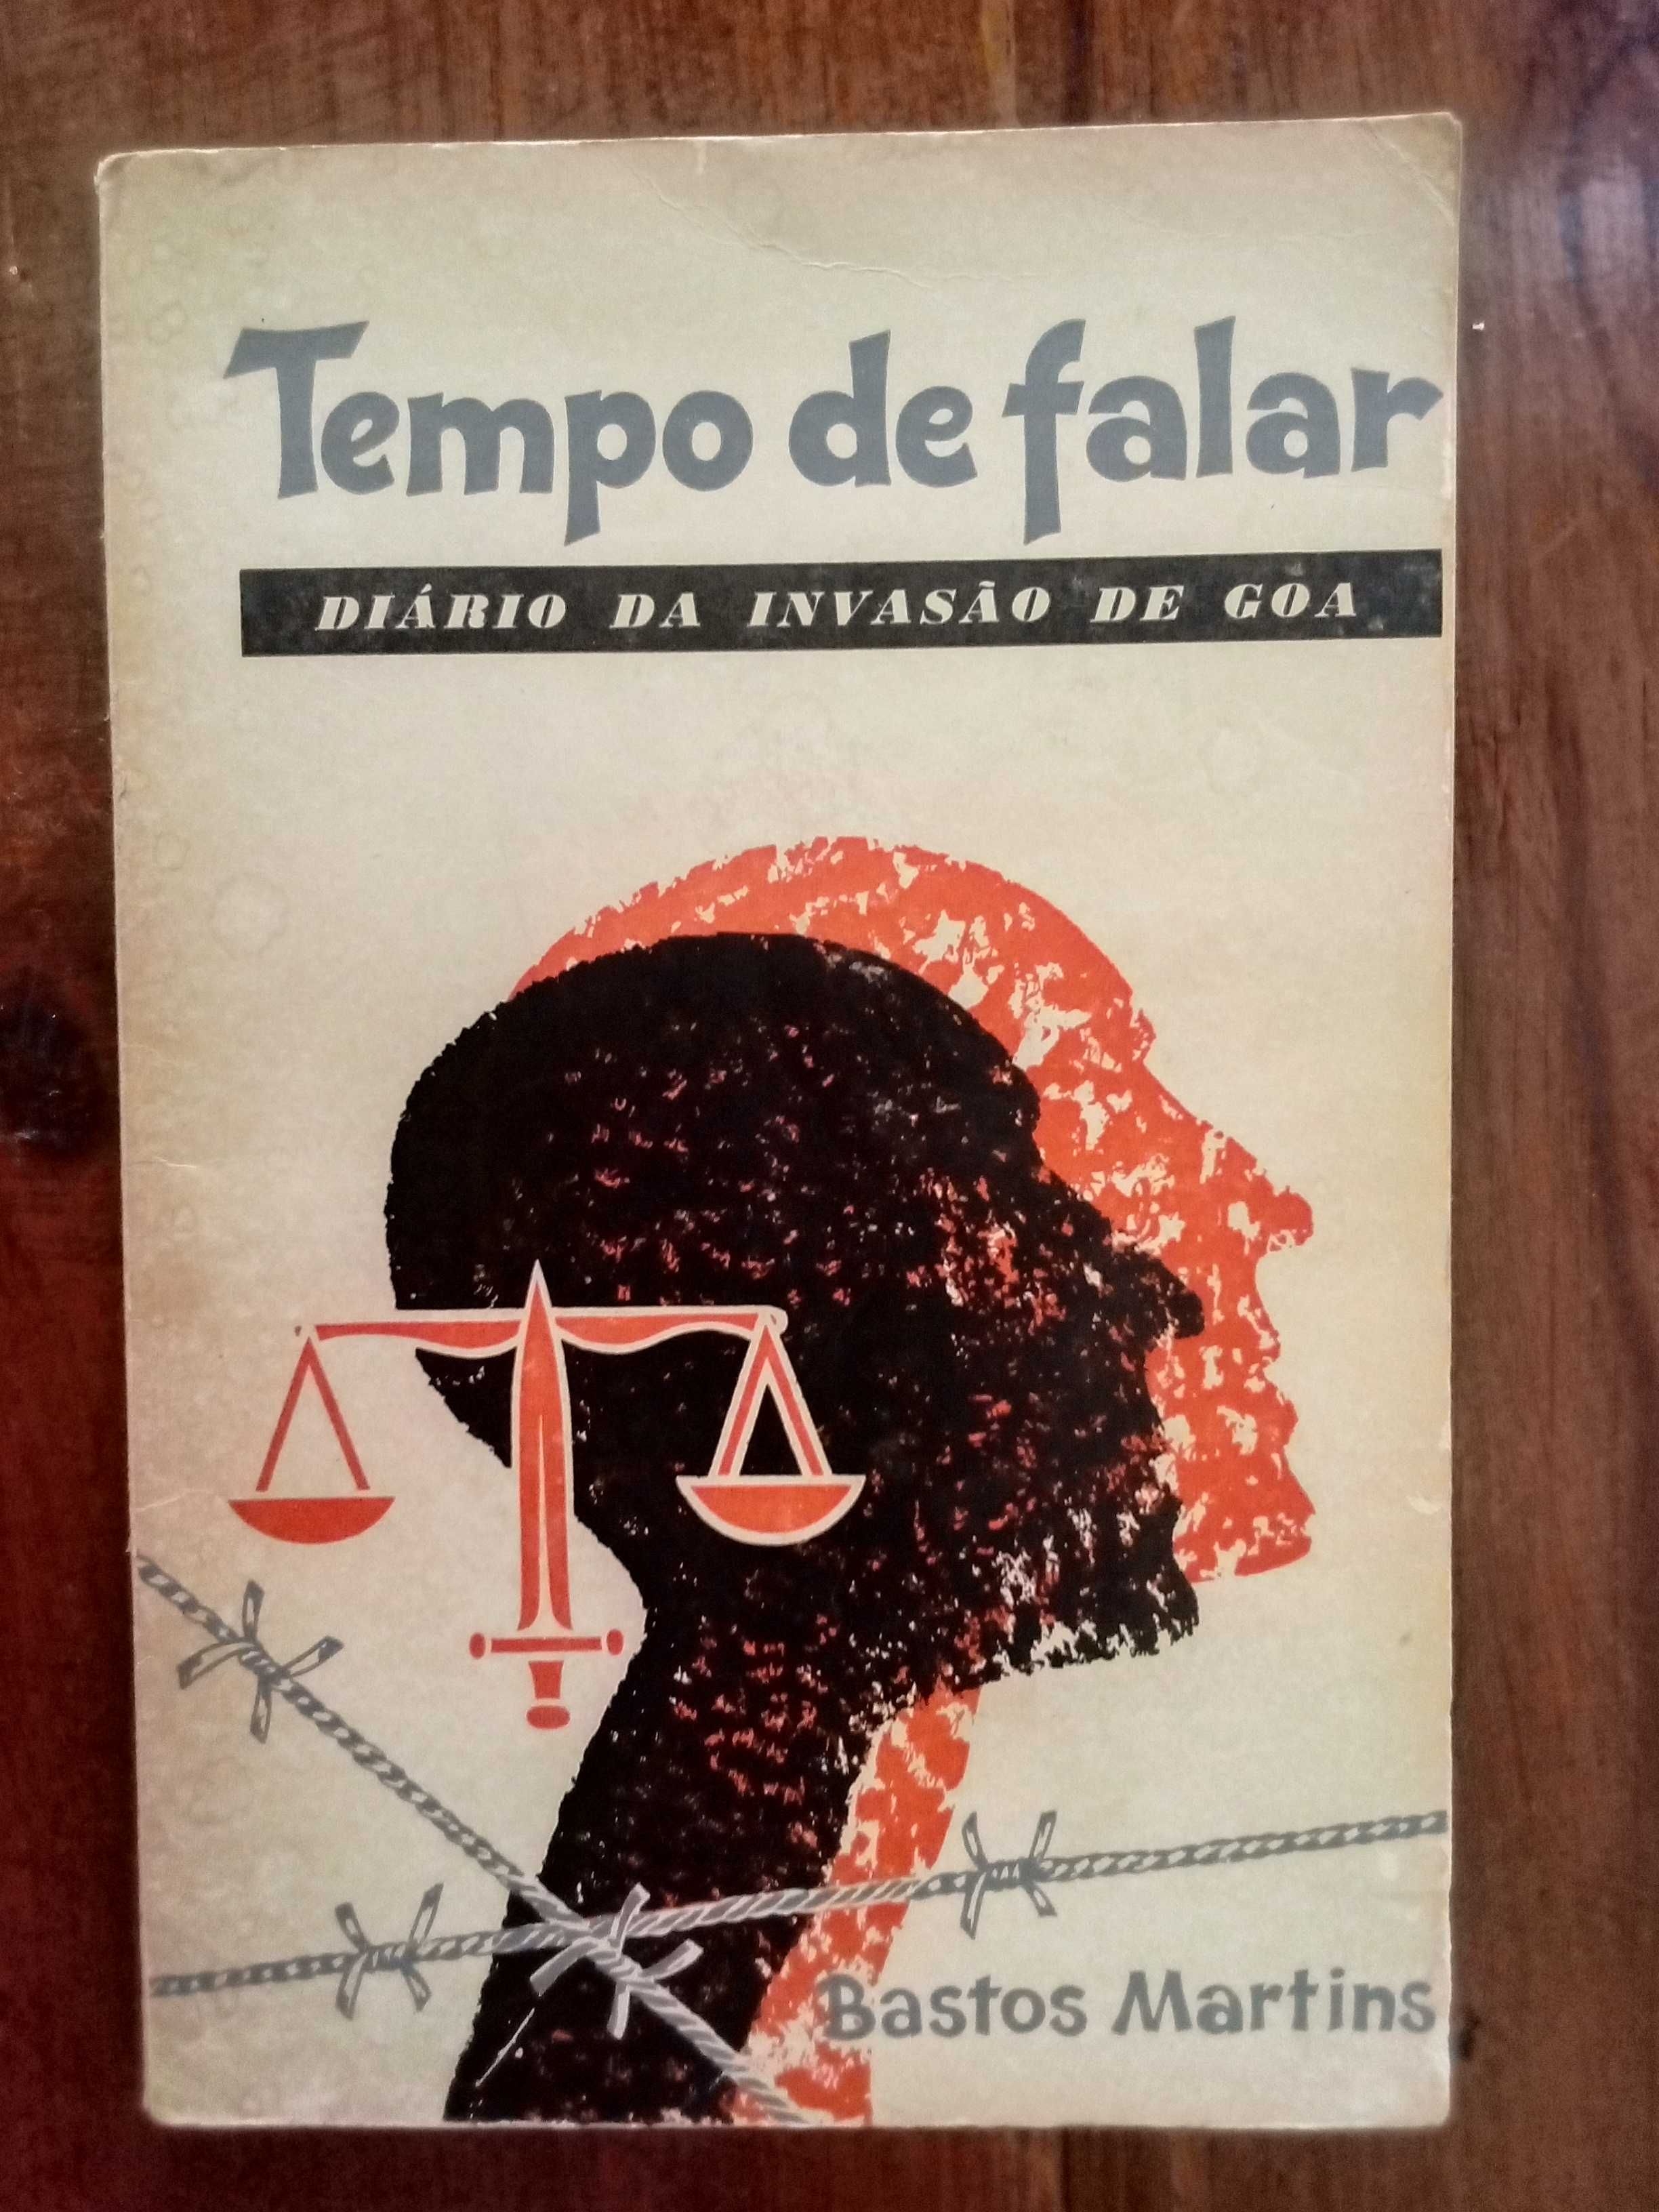 Tempo de falar
DIÁRIO DA INVASÃO DE GOA
Bastos Martins